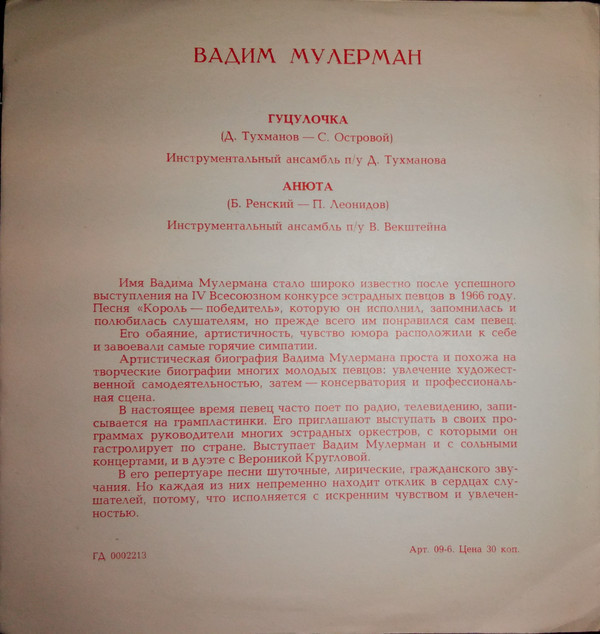 ВАДИМ МУЛЕРМАН
ГУЦУЛОЧКА
(Д. Тухманов — С. Островой)
Инструментальный ансамбль п/у Д. Тухманова
АНЮТА
(Б. Ренский — П. Леонидов)
Инструментальный ансамбль п/у В. Векштейна
Имя Вадима Мулермана стало широко известно после успешного
выступления на IV Всесоюзном конкурсе эстрадных певцов в 1966 году.
Песня «Король — победитель», которую он исполнил, запомнилась и
полюбилась слушателям, но прежде всего им понравился сам певец.
Его обаяние, артистичность, чувство юмора расположили к себе
и завоевали самые горячие симпатии.
Артистическая биография Вадима Мулермана проста и похожа на
творческие биографии многих молодых певцов: увлечение художест-
венной самодеятельностью, затем — консерватория и профессиональ-
ная сцена.
В настоящее время певец часто поет по радио, телевидению, запи-
сывается на грампластинки. Его приглашают выступать в своих про-
граммах руководители многих эстрадных оркестров, с которыми он
гастролирует по стране. Выступает Вадим Мулерман и с сольными
концертами, и в дуэте с Вероникой Кругловой.
В его репертуаре песни шуточные, лирические, гражданского зву-
чания. Но каждая из них непременно находит отклик в сердцах слу-
шателей, потому, что исполняется с искренним чувством и увлечен-
ностью.
ГД 0002213
Арт. 09-6. Цена 30 коп.